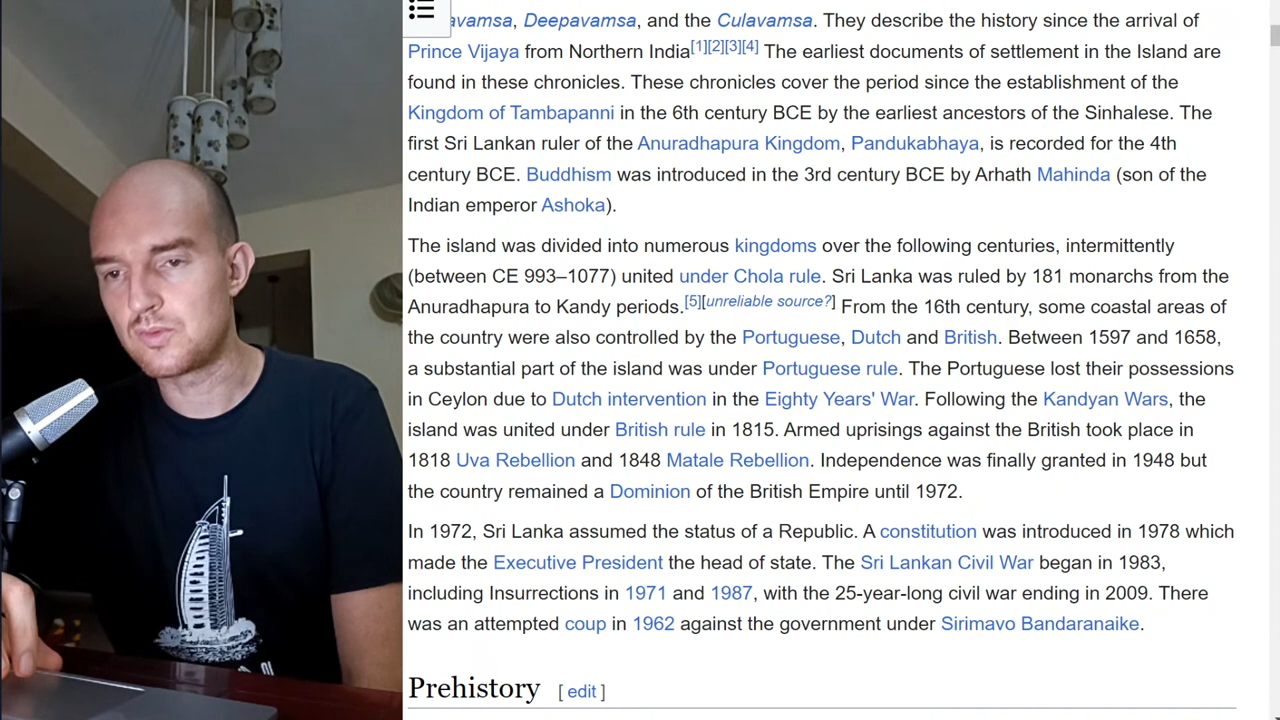 avamsa, Deepavamsa, and the Culavamsa. They describe the history since the arrival of
Prince Vijaya from Northern India[1][2][3][4] The earliest documents of settlement in the Island are
found in these chronicles. These chronicles cover the period since the establishment of the
Kingdom of Tambapanni in the 6th century BCE by the earliest ancestors of the Sinhalese. The
first Sri Lankan ruler of the Anuradhapura Kingdom, Pandukabhaya, is recorded for the 4th
century BCE. Buddhism was introduced in the 3rd century BCE by Arhath Mahinda (son of the
Indian emperor Ashoka).
The island was divided into numerous kingdoms over the following centuries, intermittently
(between CE 993–1077) united under Chola rule. Sri Lanka was ruled by 181 monarchs from the
Anuradhapura to Kandy periods.[5][unreliable source?] From the 16th century, some coastal areas of
the country were also controlled by the Portuguese, Dutch and British. Between 1597 and 1658,
a substantial part of the island was under Portuguese rule. The Portuguese lost their possessions
in Ceylon due to Dutch intervention in the Eighty Years' War. Following the Kandyan Wars, the
island was united under British rule in 1815. Armed uprisings against the British took place in
1818 Uva Rebellion and 1848 Matale Rebellion. Independence was finally granted in 1948 but
the country remained a Dominion of the British Empire until 1972.
In 1972, Sri Lanka assumed the status of a Republic. A constitution was introduced in 1978 which
made the Executive President the head of state. The Sri Lankan Civil War began in 1983,
including Insurrections in 1971 and 1987, with the 25-year-long civil war ending in 2009. There
was an attempted coup in 1962 against the government under Sirimavo Bandaranaike.
Prehistory [ edit ]